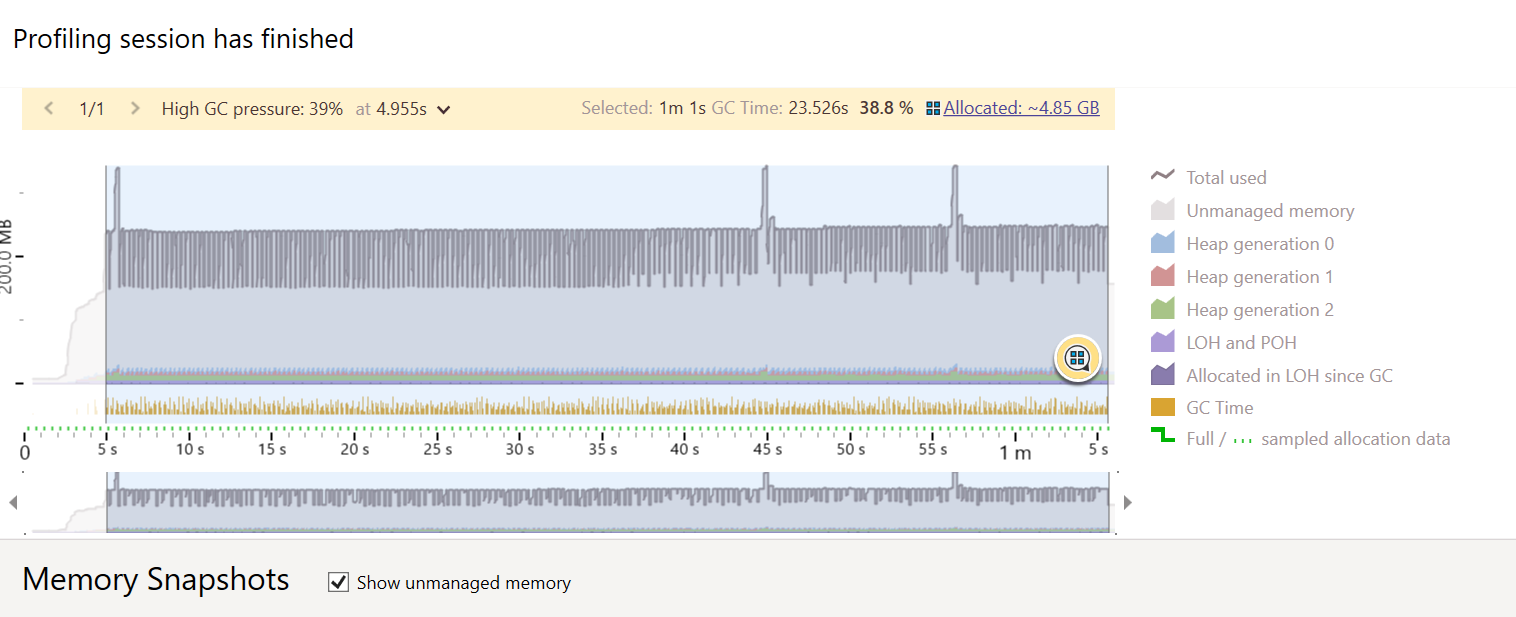 Profiling session has finished
1/1 High GC pressure: 39% at 4.955s Selected: 1m 1s GC Time: 23.526s 38.8 % Allocated: ~4.85 GB
200.0 MB
Total used
Unmanaged memory
Heap generation 0
Heap generation 1
Heap generation 2
LOH and POH
Allocated in LOH since GC
GC Time
Full / sampled allocation data
0 5 s 10 s 15 s 20 s 25 s 30 s 35 s 40 s 45 s 50 s 55 s 1 m 5 s
Memory Snapshots Show unmanaged memory